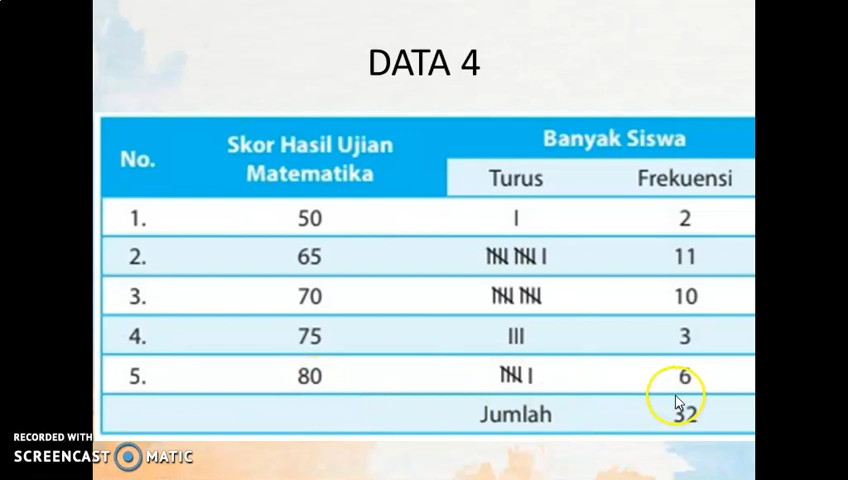 DATA 4
No. Skor Hasil Ujian Matematika Banyak Siswa
Turus Frekuensi
1. 50 I 2
2. 65 𝍸 𝍸 I 11
3. 70 𝍸 𝍸 10
4. 75 III 3
5. 80 𝍸 I 6
Jumlah 32
RECORDED WITH
SCREENCAST MATIC